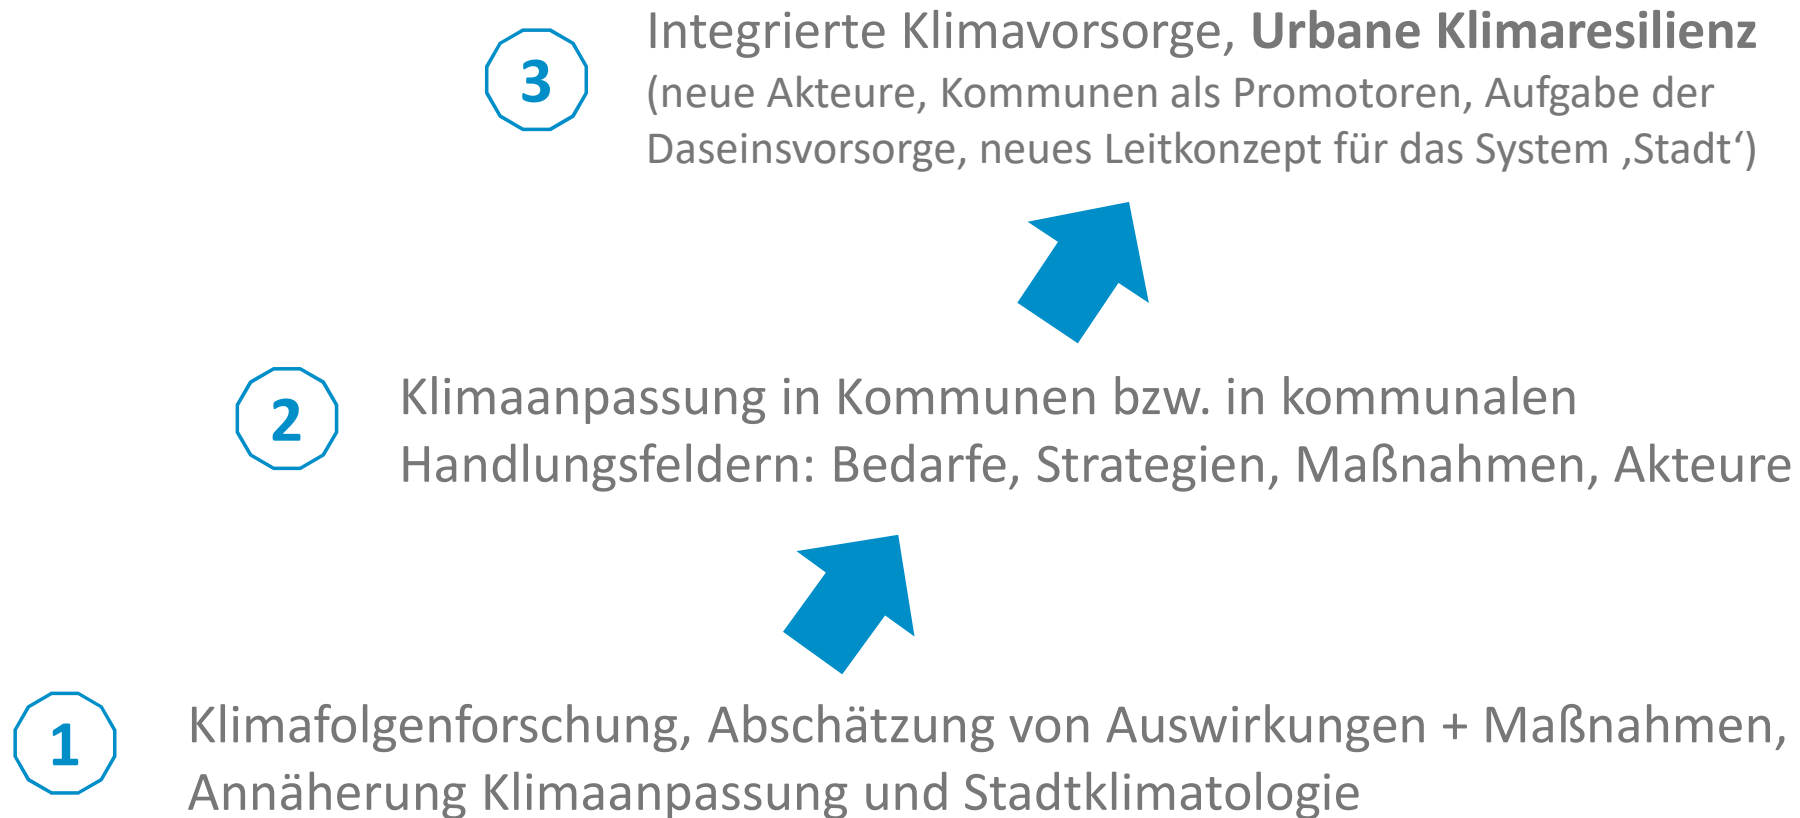 3
Integrierte Klimavorsorge, Urbane Klimaresilienz
(neue Akteure, Kommunen als Promotoren, Aufgabe der
Daseinsvorsorge, neues Leitkonzept für das System ‚Stadt‘)
2
Klimaanpassung in Kommunen bzw. in kommunalen
Handlungsfeldern: Bedarfe, Strategien, Maßnahmen, Akteure
1
Klimafolgenforschung, Abschätzung von Auswirkungen + Maßnahmen,
Annäherung Klimaanpassung und Stadtklimatologie